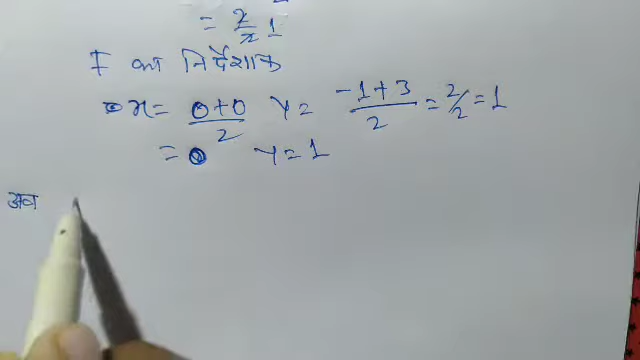 = 2/2 1
F का निर्देशांक
x = 0+0/2 Y = -1+3/2 = 2/2 = 1
= 0 Y = 1
अब